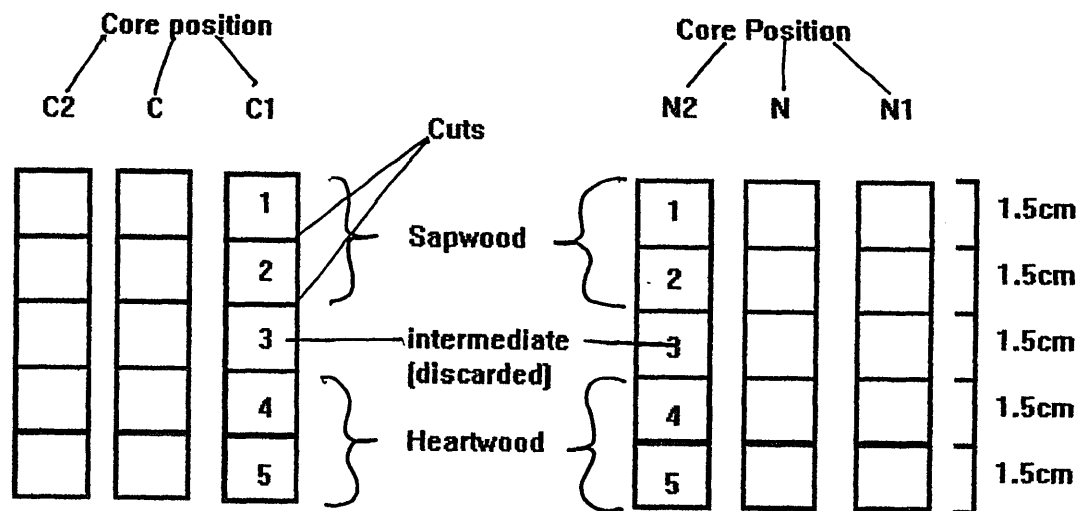 Core position
Core Position
C2 C C1
N2 N N1
Cuts
1
1
1.5cm
Sapwood
2
2
1.5cm
3
intermediate
(discarded)
3
1.5cm
4
4
1.5cm
Heartwood
5
5
1.5cm